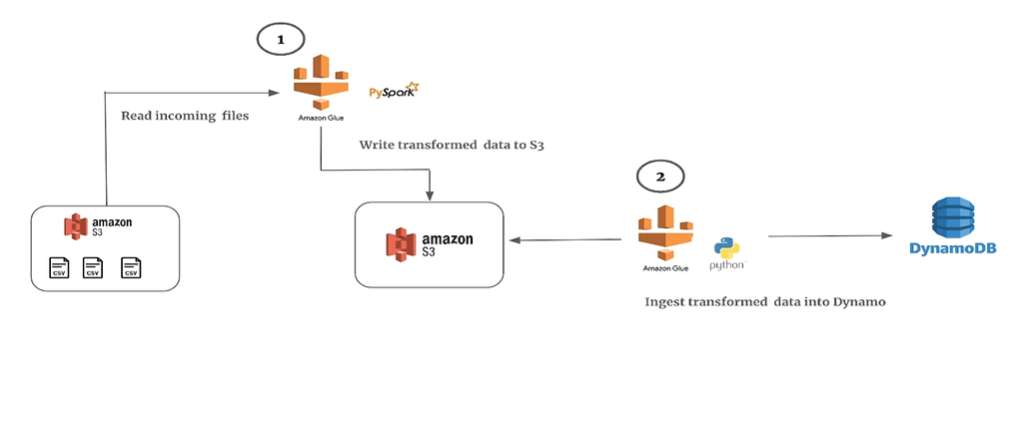 1
Amazon Glue
PySpark
Read incoming files
Write transformed data to S3
amazon
S3
CSV
CSV
CSV
amazon
S3
2
Amazon Glue
python
DynamoDB
Ingest transformed data into Dynamo